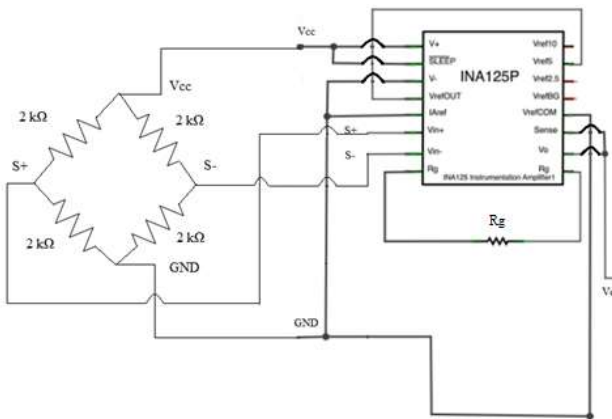 Vcc
V+
Vref10
SLEEP
Vref5
INA125P
Vcc
V-
Vref2.5
VrefOUT
VrefBG
2 kΩ
2 kΩ
IAref
VrefCOM
S+
Vin+
Sense
S+
S-
S-
Vin-
Vo
Rg
Rg
INA125 Instrumentation Amplifier1
2 kΩ
2 kΩ
Rg
GND
GND